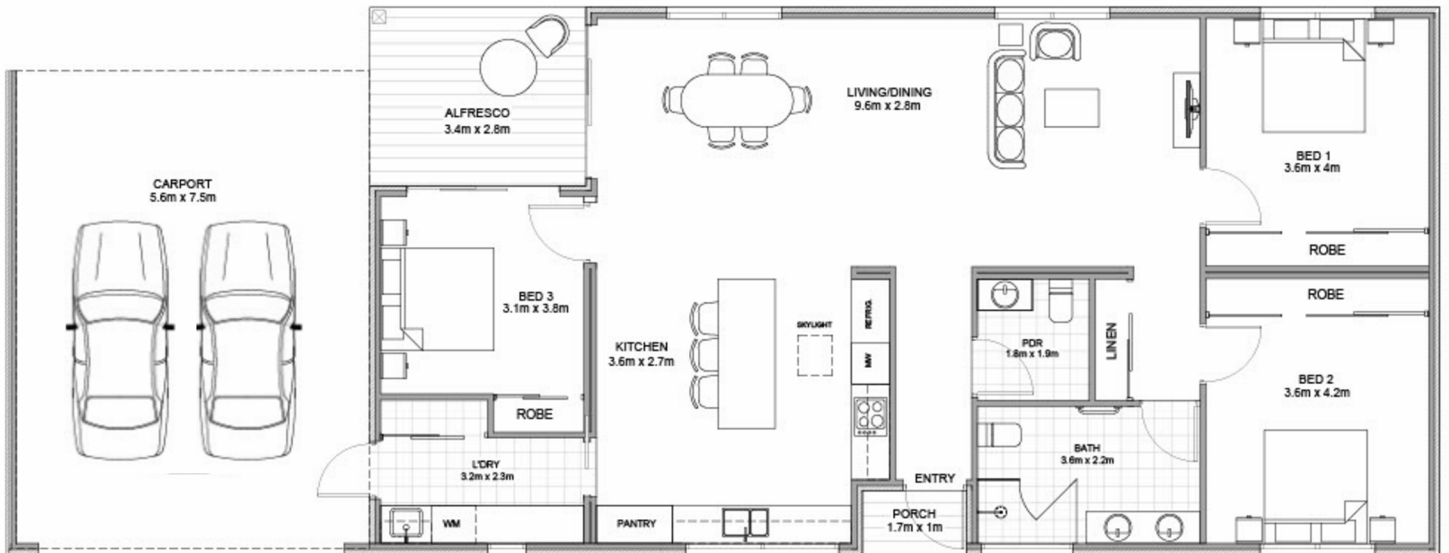 CARPORT
5.6m x 7.5m
ALFRESCO
3.4m x 2.8m
LIVING/DINING
9.6m x 2.8m
BED 1
3.6m x 4m
ROBE
BED 3
3.1m x 3.8m
ROBE
KITCHEN
3.6m x 2.7m
SKYLIGHT
REFRIG.
MW
PDR
1.8m x 1.9m
LINEN
ROBE
BED 2
3.6m x 4.2m
L'DRY
3.2m x 2.3m
WM
PANTRY
ENTRY
PORCH
1.7m x 1m
BATH
3.6m x 2.2m